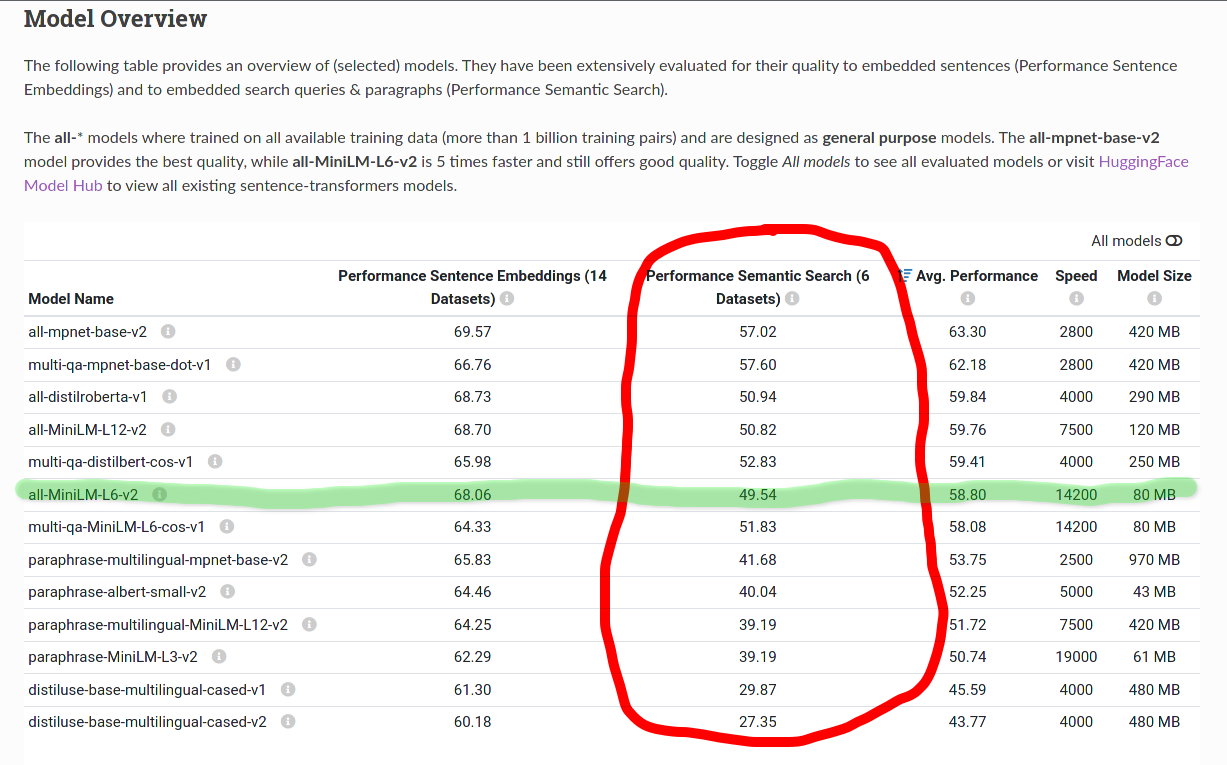 Model Overview
The following table provides an overview of (selected) models. They have been extensively evaluated for their quality to embedded sentences (Performance Sentence
Embeddings) and to embedded search queries & paragraphs (Performance Semantic Search).
The all-* models where trained on all available training data (more than 1 billion training pairs) and are designed as general purpose models. The all-mpnet-base-v2
model provides the best quality, while all-MiniLM-L6-v2 is 5 times faster and still offers good quality. Toggle All models to see all evaluated models or visit HuggingFace
Model Hub to view all existing sentence-transformers models.
All models
Model Name Performance Sentence Embeddings (14 Datasets) Performance Semantic Search (6 Datasets) Avg. Performance Speed Model Size
all-mpnet-base-v2 69.57 57.02 63.30 2800 420 MB
multi-qa-mpnet-base-dot-v1 66.76 57.60 62.18 2800 420 MB
all-distilroberta-v1 68.73 50.94 59.84 4000 290 MB
all-MiniLM-L12-v2 68.70 50.82 59.76 7500 120 MB
multi-qa-distilbert-cos-v1 65.98 52.83 59.41 4000 250 MB
all-MiniLM-L6-v2 68.06 49.54 58.80 14200 80 MB
multi-qa-MiniLM-L6-cos-v1 64.33 51.83 58.08 14200 80 MB
paraphrase-multilingual-mpnet-base-v2 65.83 41.68 53.75 2500 970 MB
paraphrase-albert-small-v2 64.46 40.04 52.25 5000 43 MB
paraphrase-multilingual-MiniLM-L12-v2 64.25 39.19 51.72 7500 420 MB
paraphrase-MiniLM-L3-v2 62.29 39.19 50.74 19000 61 MB
distiluse-base-multilingual-cased-v1 61.30 29.87 45.59 4000 480 MB
distiluse-base-multilingual-cased-v2 60.18 27.35 43.77 4000 480 MB